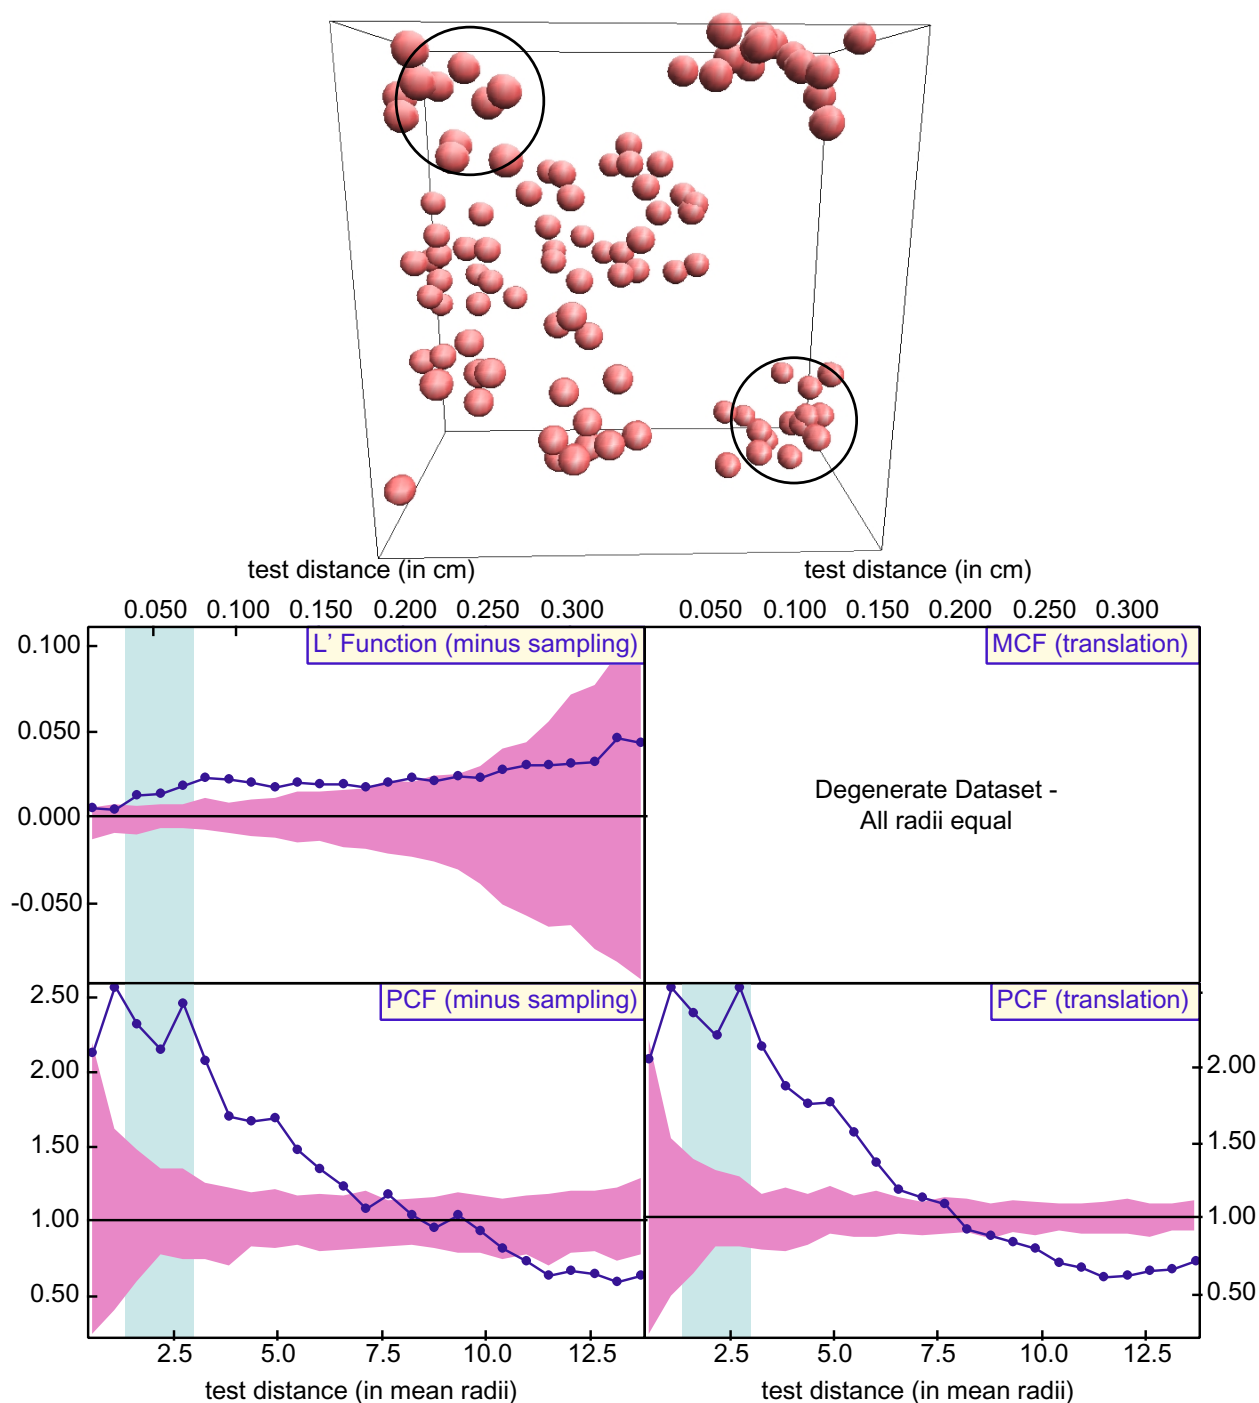 test distance (in cm) test distance (in cm)
0.050 0.100 0.150 0.200 0.250 0.300 0.050 0.100 0.150 0.200 0.250 0.300
L’ Function (minus sampling)
MCF (translation)
0.100
0.050
0.000
-0.050
Degenerate Dataset -
All radii equal
PCF (minus sampling)
PCF (translation)
2.50
2.00
1.50
1.00
0.50
2.00
1.50
1.00
0.50
2.5 5.0 7.5 10.0 12.5 2.5 5.0 7.5 10.0 12.5
test distance (in mean radii) test distance (in mean radii)